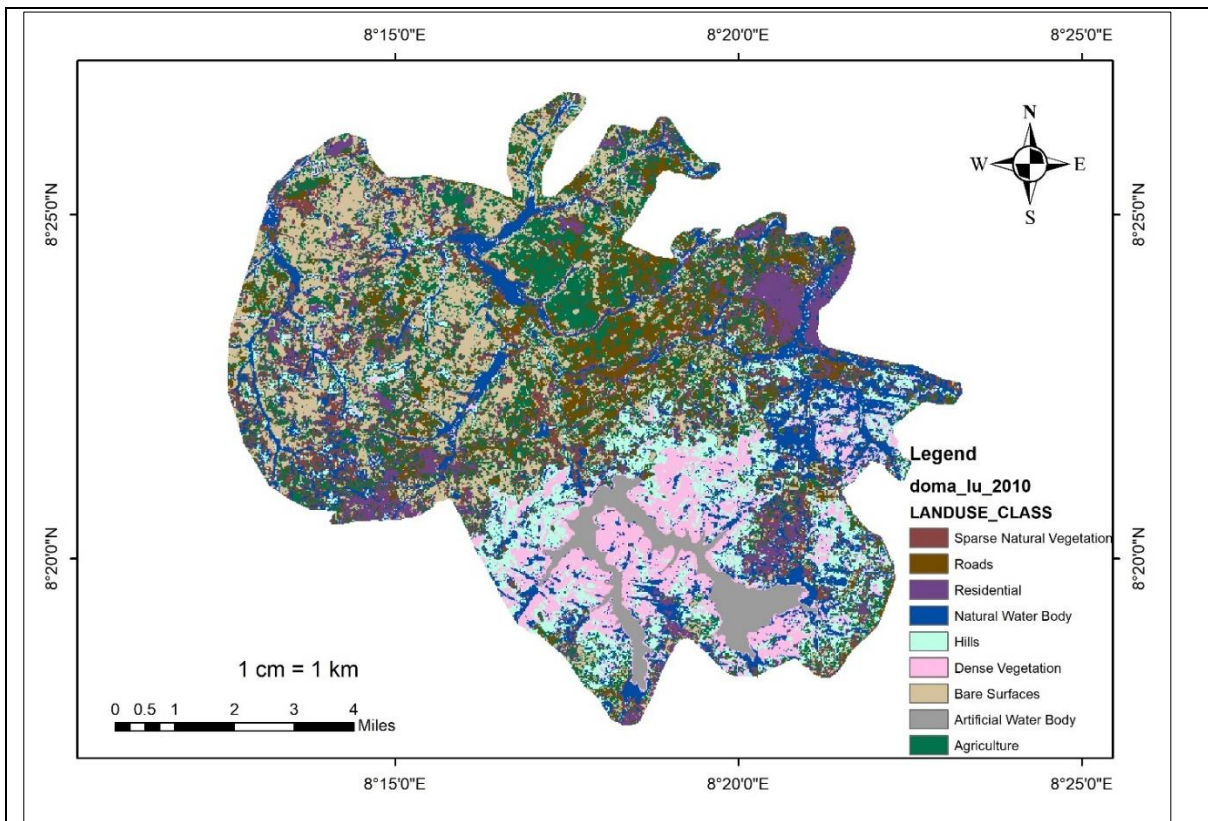 8°15'0"E 8°20'0"E 8°25'0"E
N
W E
S
8°25'0"N 8°25'0"N
8°20'0"N 8°20'0"N
Legend
doma_lu_2010
LANDUSE_CLASS
Sparse Natural Vegetation
Roads
Residential
Natural Water Body
Hills
Dense Vegetation
Bare Surfaces
Artificial Water Body
Agriculture
1 cm = 1 km
0 0.5 1 2 3 4
Miles
8°15'0"E 8°20'0"E 8°25'0"E